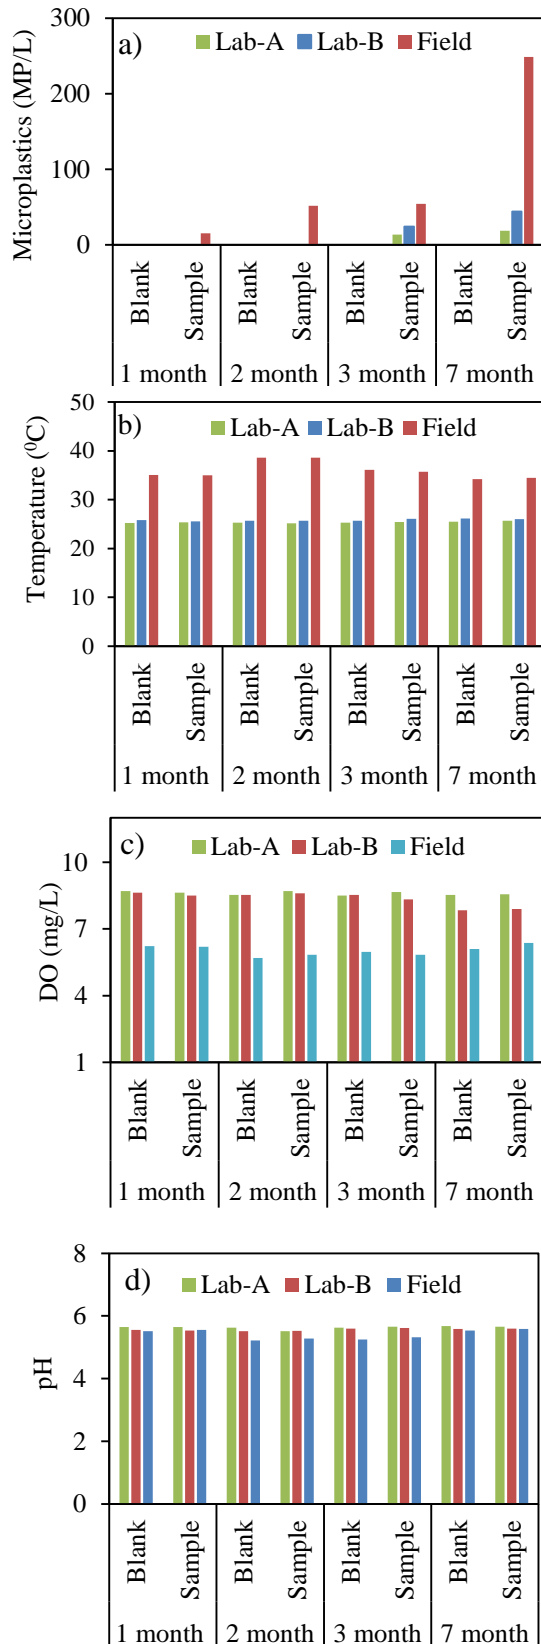 300
a)
Lab-A Lab-B Field
200
100
0
Microplastics (MP/L)
Blank Sample Blank Sample Blank Sample Blank Sample
1 month 2 month 3 month 7 month
50
b)
Lab-A Lab-B Field
40
30
20
10
0
Temperature (⁰C)
Blank Sample Blank Sample Blank Sample Blank Sample
1 month 2 month 3 month 7 month
c)
Lab-A Lab-B Field
10
7
4
1
DO (mg/L)
Blank Sample Blank Sample Blank Sample Blank Sample
1 month 2 month 3 month 7 month
8
d)
Lab-A Lab-B Field
6
4
2
0
pH
Blank Sample Blank Sample Blank Sample Blank Sample
1 month 2 month 3 month 7 month